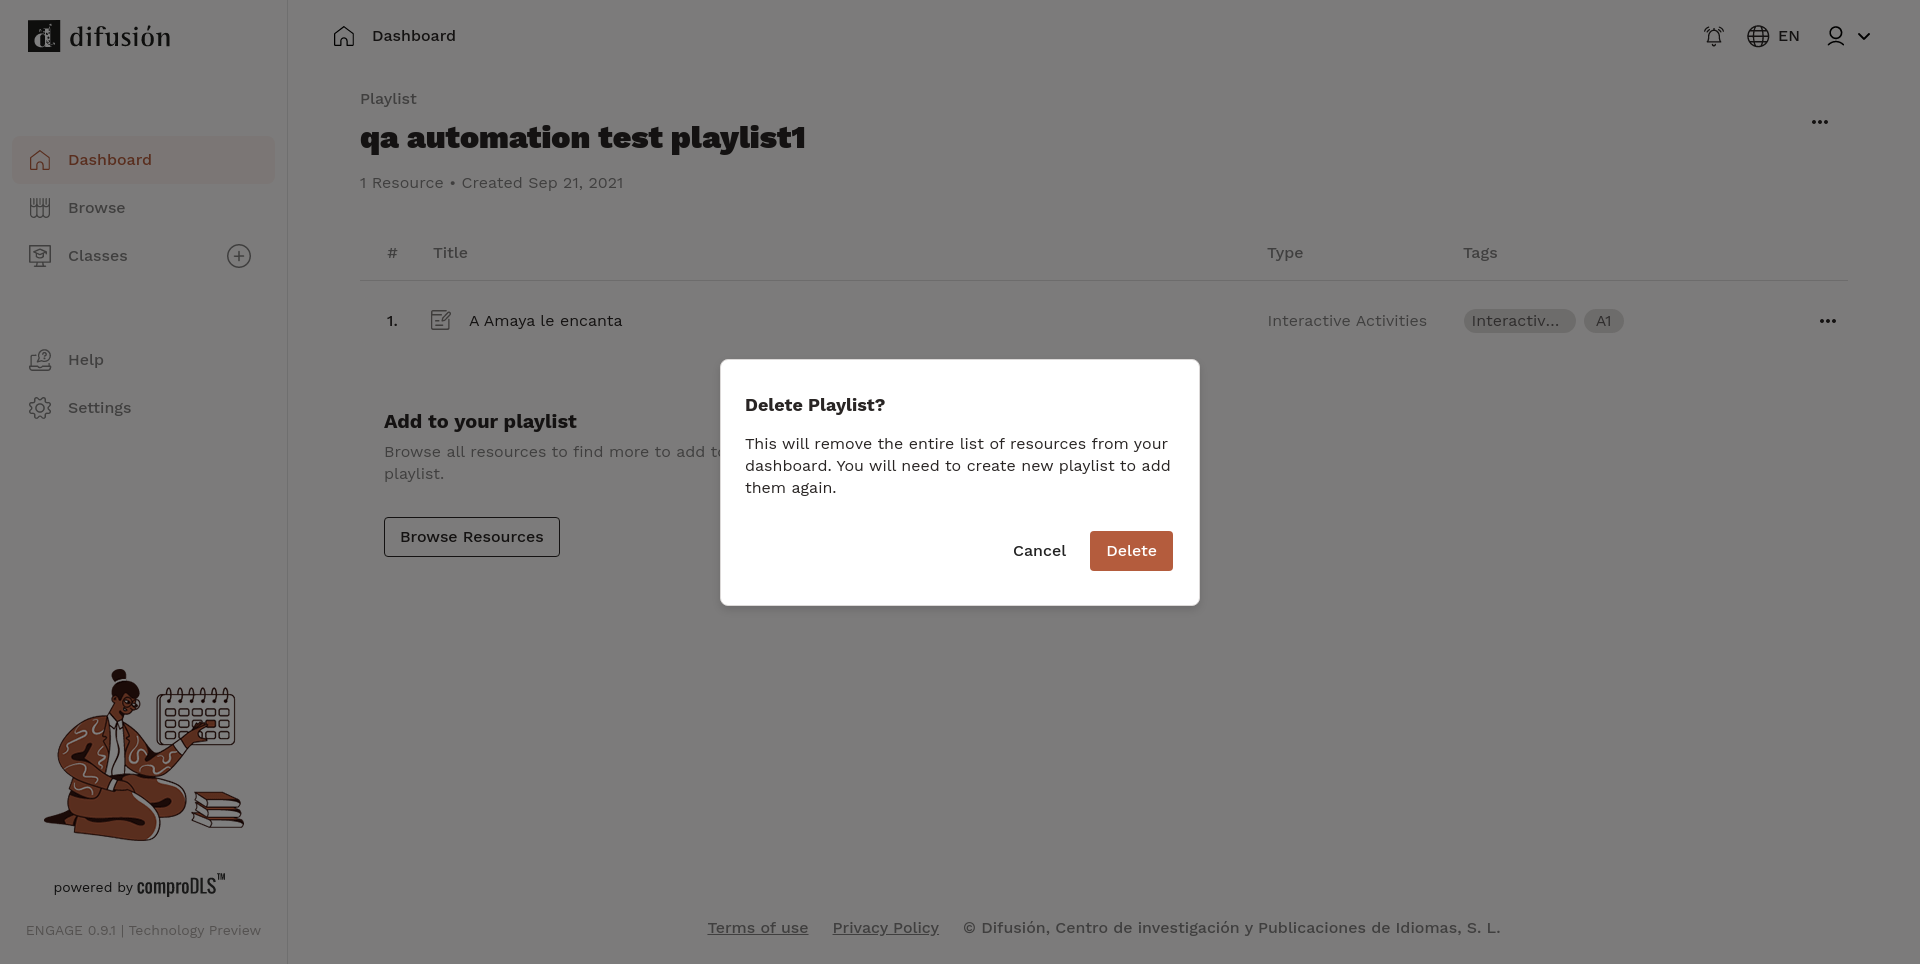 difusión
Dashboard
EN
Dashboard
Browse
Classes
Help
Settings
Playlist
qa automation test playlist1
1 Resource • Created Sep 21, 2021
# Title Type Tags
1. A Amaya le encanta Interactive Activities Interactiv... A1
Add to your playlist
Browse all resources to find more to add to
playlist.
Browse Resources
Delete Playlist?
This will remove the entire list of resources from your
dashboard. You will need to create new playlist to add
them again.
Cancel Delete
powered by comproDLS™
ENGAGE 0.9.1 | Technology Preview
Terms of use Privacy Policy © Difusión, Centro de investigación y Publicaciones de Idiomas, S. L.